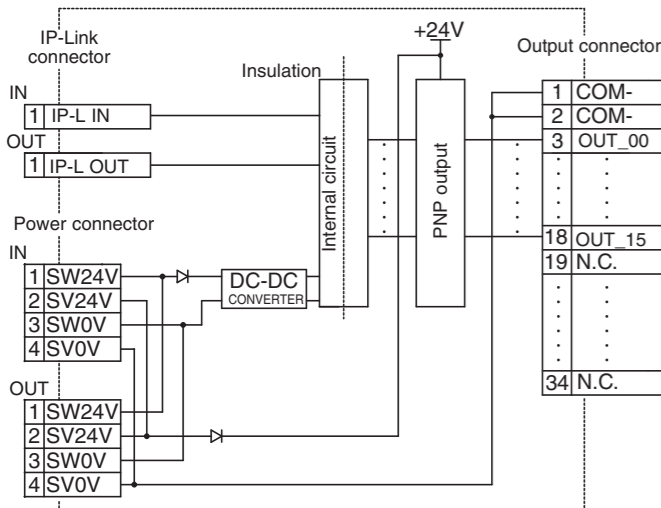 IP-Link
connector
Insulation
+24V
Output connector
IN
1 IP-L IN
OUT
1 IP-L OUT
Internal circuit
PNP output
1 COM-
2 COM-
3 OUT_00
18 OUT_15
19 N.C.
34 N.C.
Power connector
IN
1 SW24V
2 SV24V
3 SW0V
4 SV0V
DC-DC
CONVERTER
OUT
1 SW24V
2 SV24V
3 SW0V
4 SV0V